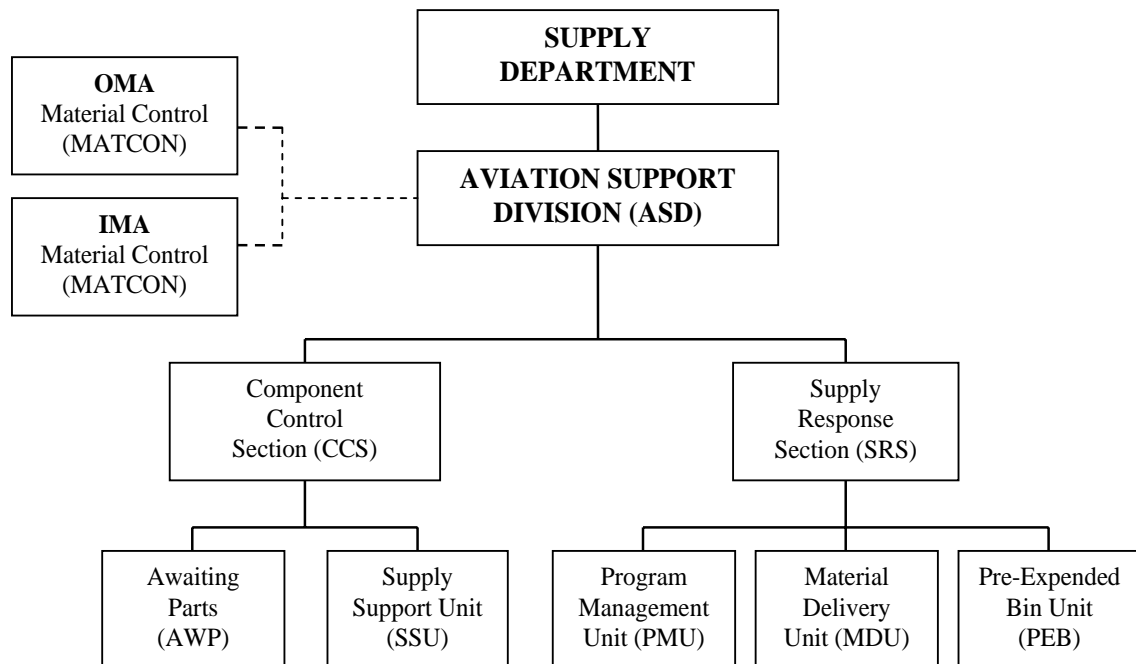 SUPPLY
DEPARTMENT
OMA
Material Control
(MATCON)
AVIATION SUPPORT
DIVISION (ASD)
IMA
Material Control
(MATCON)
Component
Control
Section (CCS)
Supply
Response
Section (SRS)
Awaiting
Parts
(AWP)
Supply
Support Unit
(SSU)
Program
Management
Unit (PMU)
Material
Delivery
Unit (MDU)
Pre-Expended
Bin Unit
(PEB)